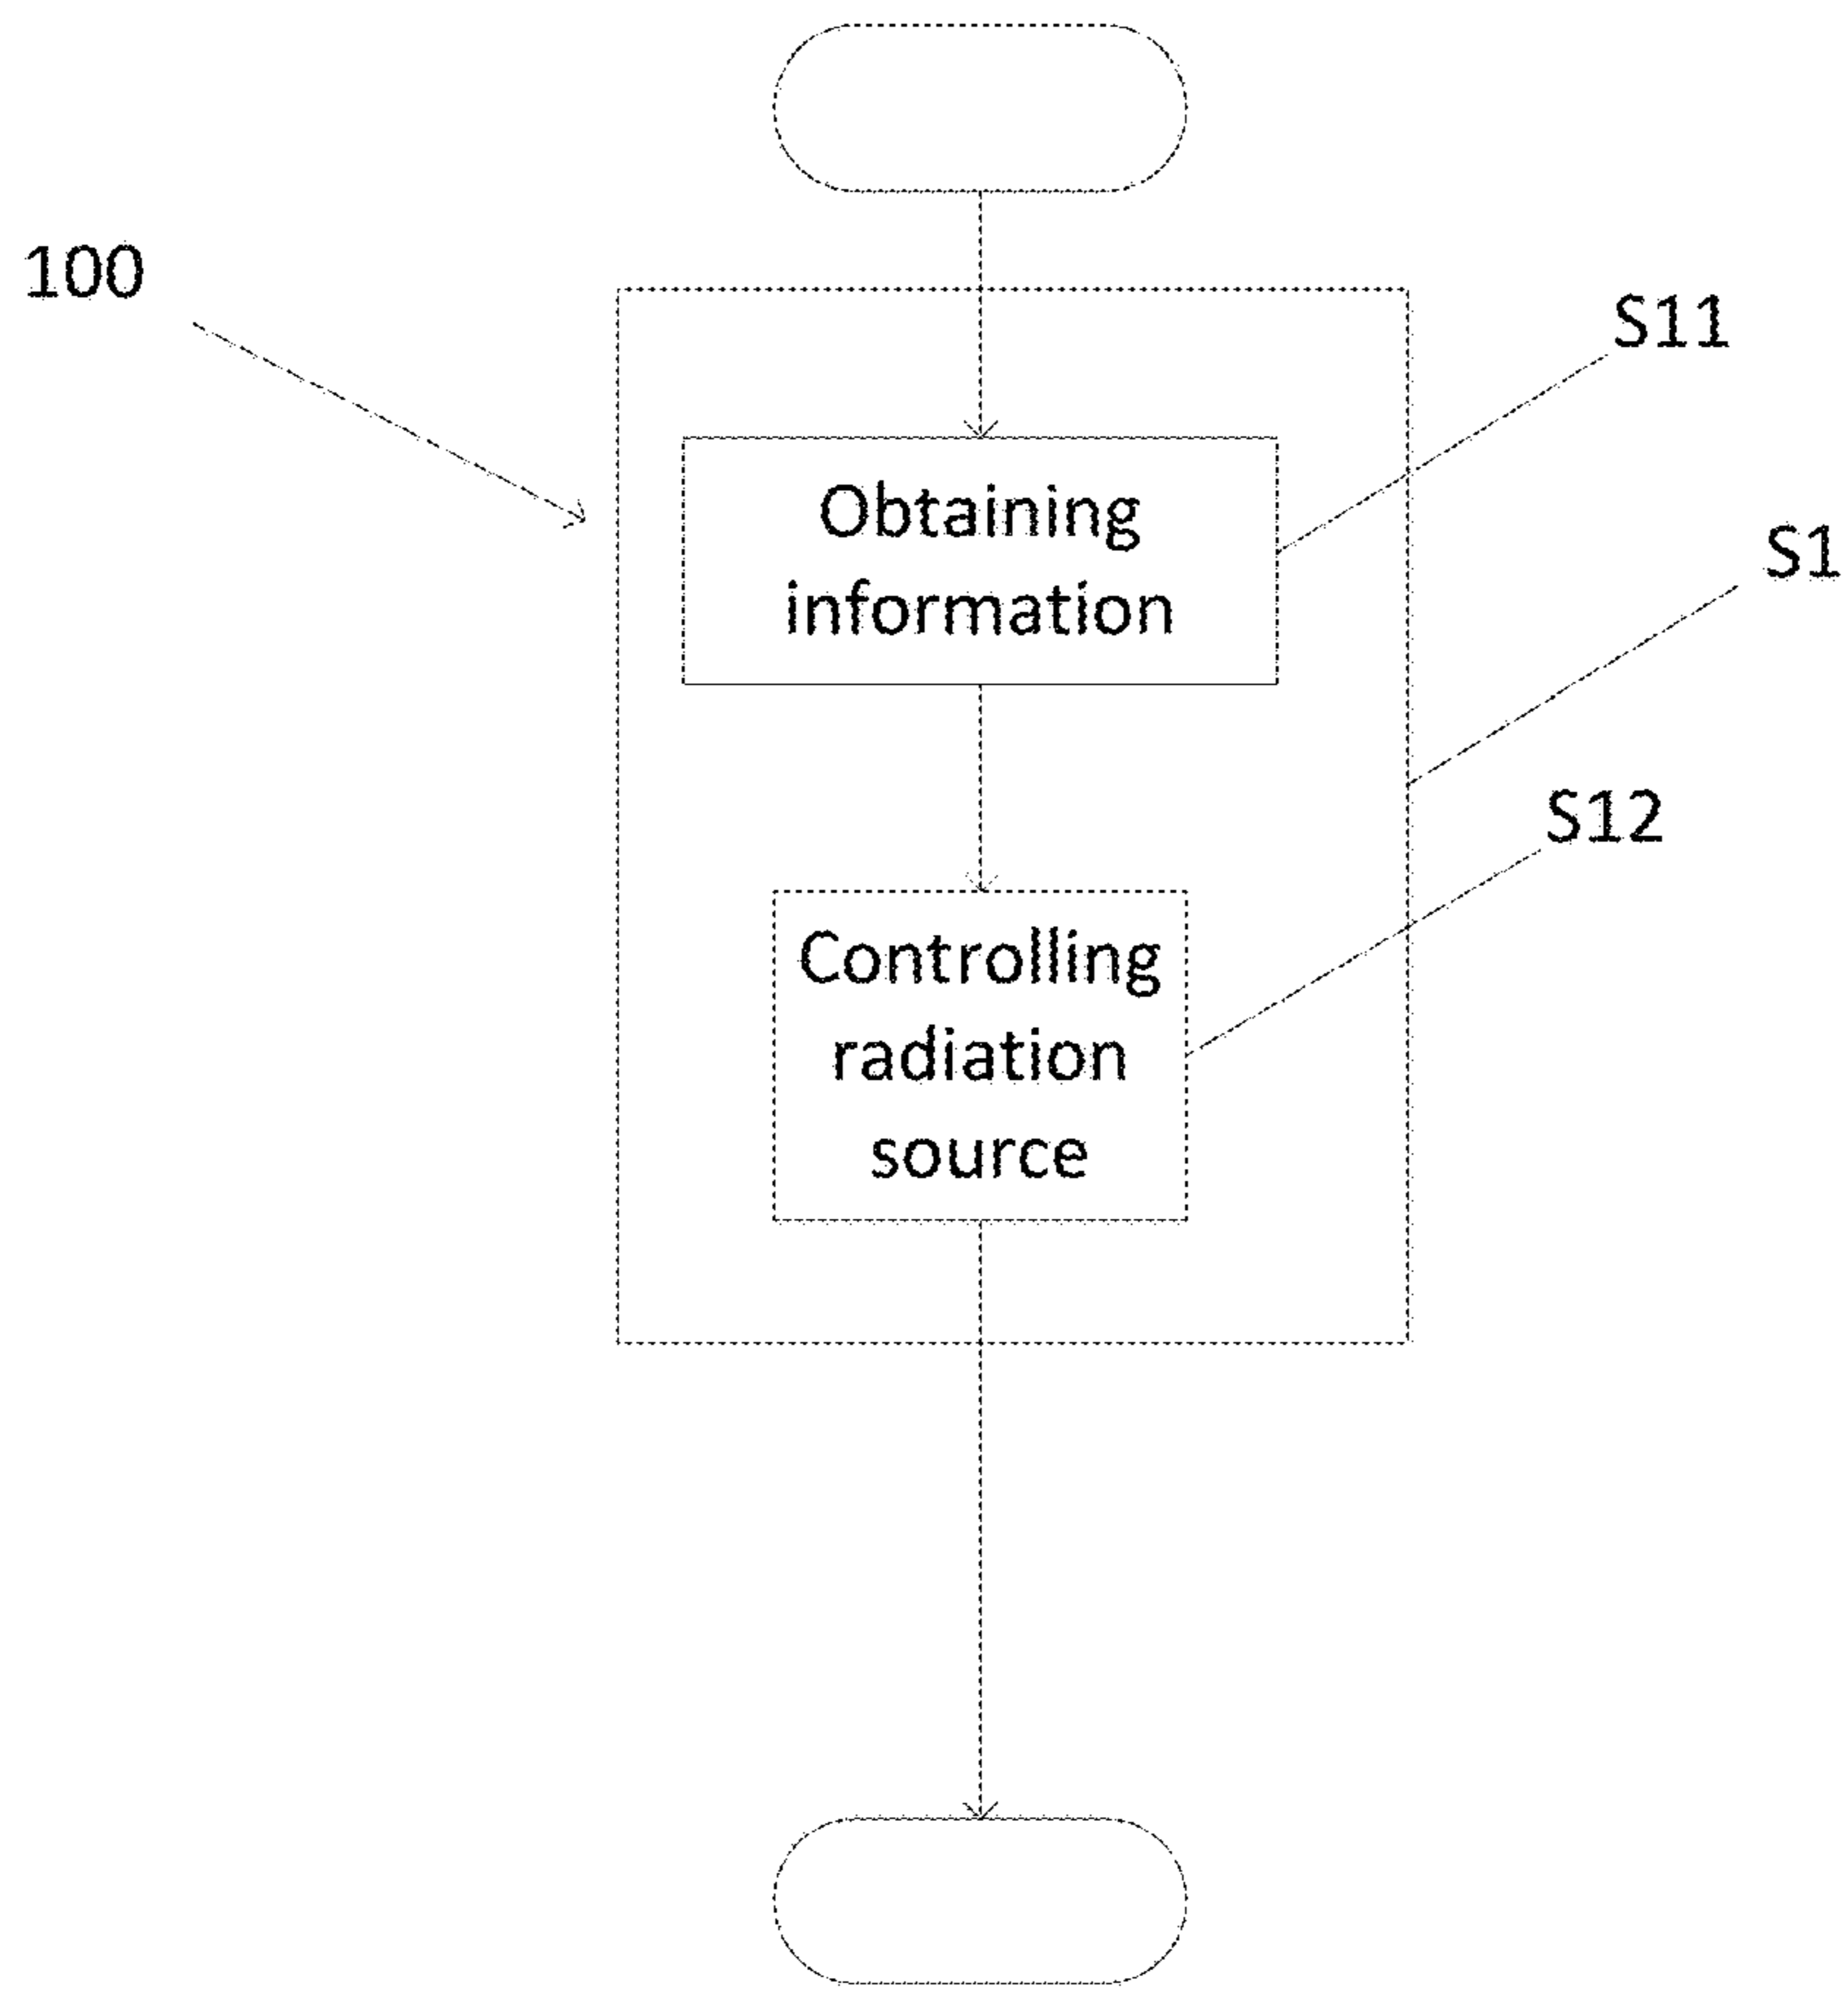 100
S11
Obtaining
information
S1
S12
Controlling
radiation
source